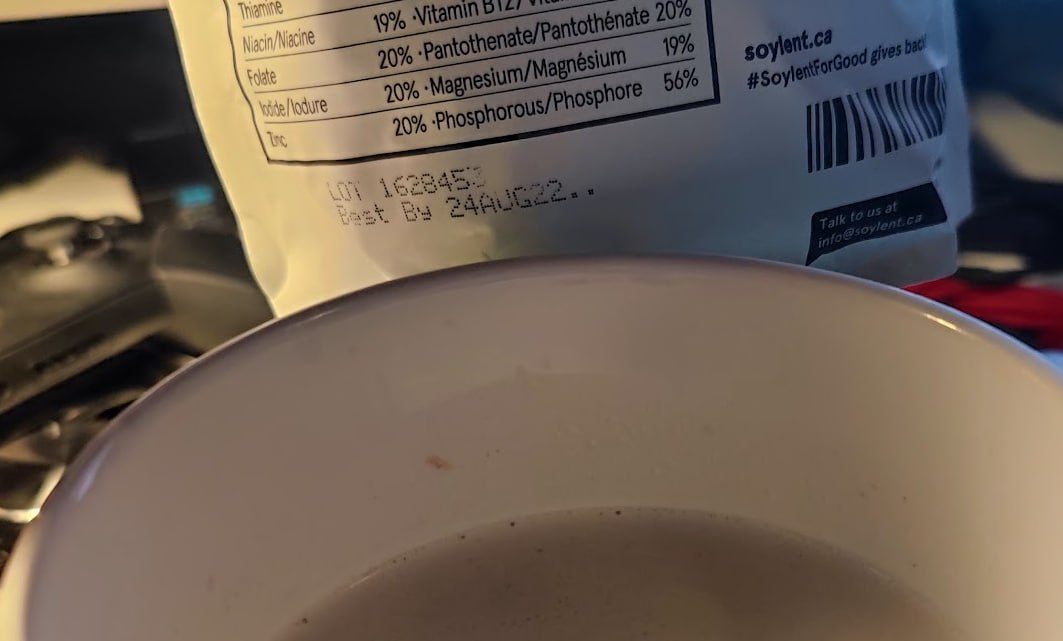 Thiamine
Niacin/Niacine 19% ·Vitamin B12/
Folate 20% ·Pantothenate/Pantothénate 20%
Iodide/Iodure 20% ·Magnesium/Magnésium 19%
Zinc 20% ·Phosphorous/Phosphore 56%
LOT 1628453
Best By 24AUG22..
soylent.ca
#SoylentForGood gives back
Talk to us at
info@soylent.ca